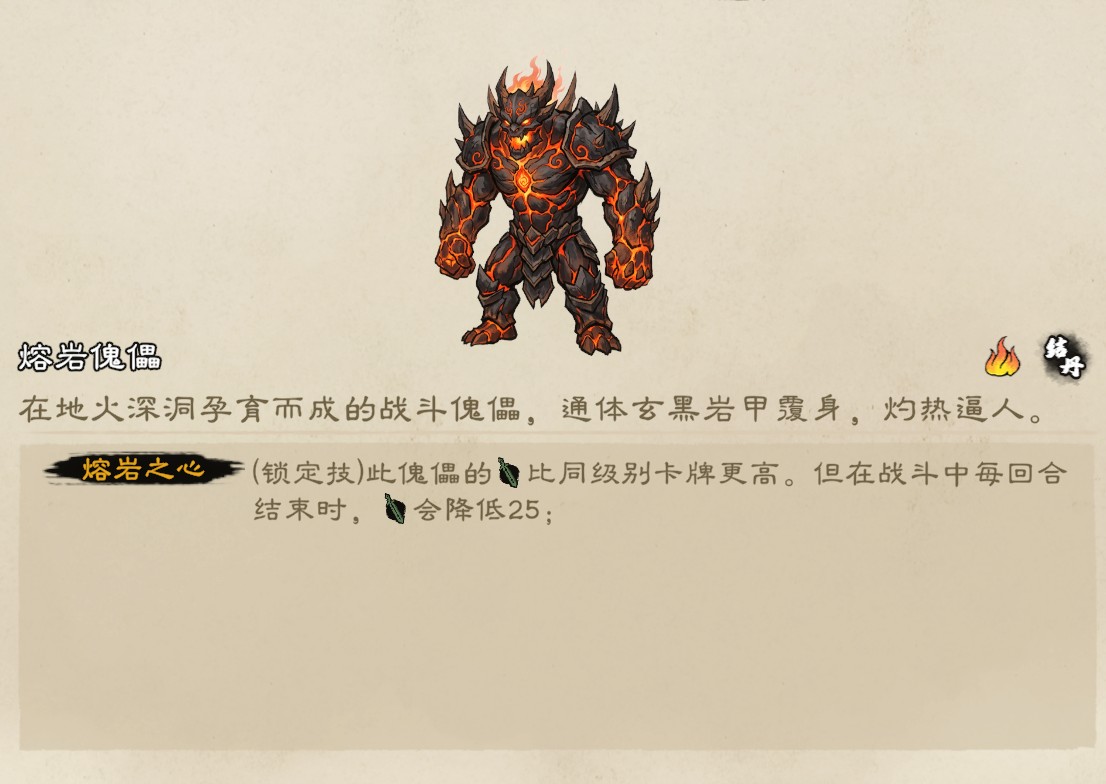 熔岩傀儡
结丹
在地火深洞孕育而成的战斗傀儡，通体玄黑岩甲覆身，灼热逼人。
熔岩之心 (锁定技)此傀儡的比同级别卡牌更高。但在战斗中每回合
结束时，会降低25；